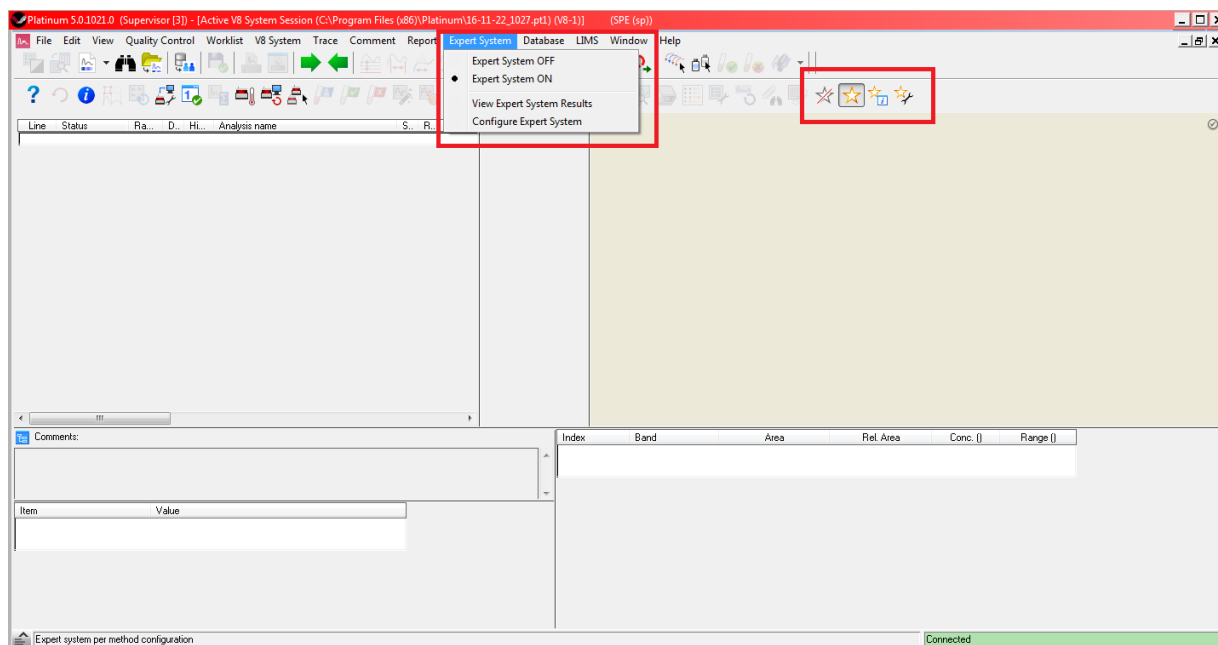 Platinum 5.0.1021.0 (Supervisor [3]) - [Active V8 System Session (C:\Program Files (x86)\Platinum\16-11-22_1027.pt1) (V8-1)] (SPE (sp))
File Edit View Quality Control Worklist V8 System Trace Comment Report Expert System Database LIMS Window Help
Expert System OFF
Expert System ON
View Expert System Results
Configure Expert System
Line Status Ra... D.. Hi... Analysis name S.. R..
Comments:
Index Band Area Rel. Area Conc. () Range ()
Item Value
Expert system per method configuration Connected